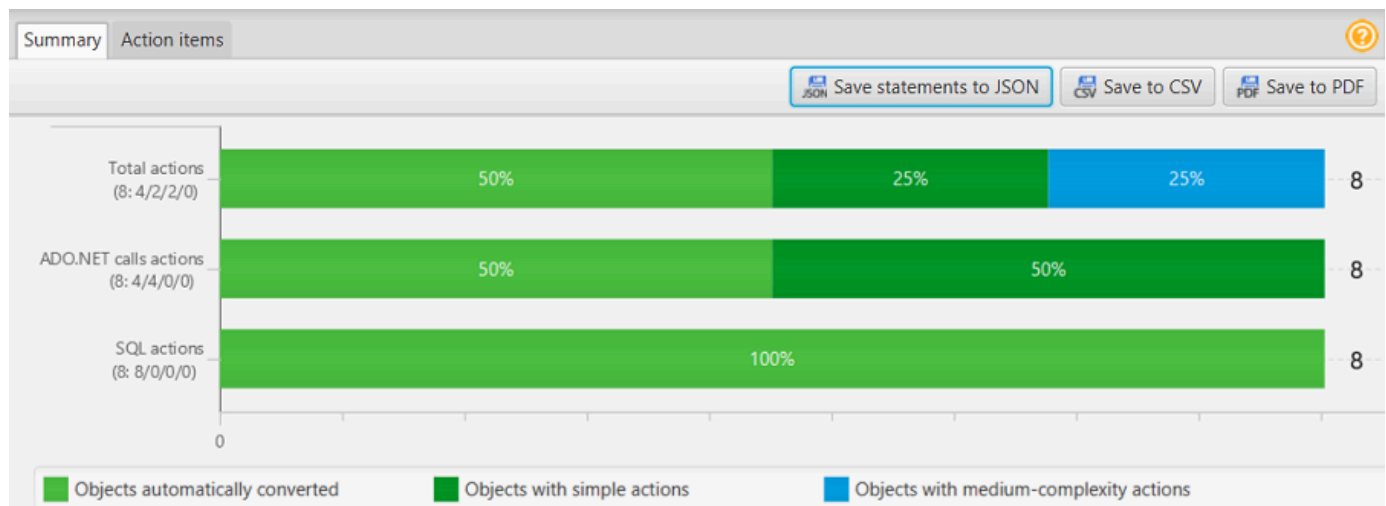 Summary
Action items
JSON Save statements to JSON
CSV Save to CSV
PDF Save to PDF
Total actions
(8: 4/2/2/0)
50%
25%
25%
8
ADO.NET calls actions
(8: 4/4/0/0)
50%
50%
8
SQL actions
(8: 8/0/0/0)
100%
8
0
Objects automatically converted
Objects with simple actions
Objects with medium-complexity actions